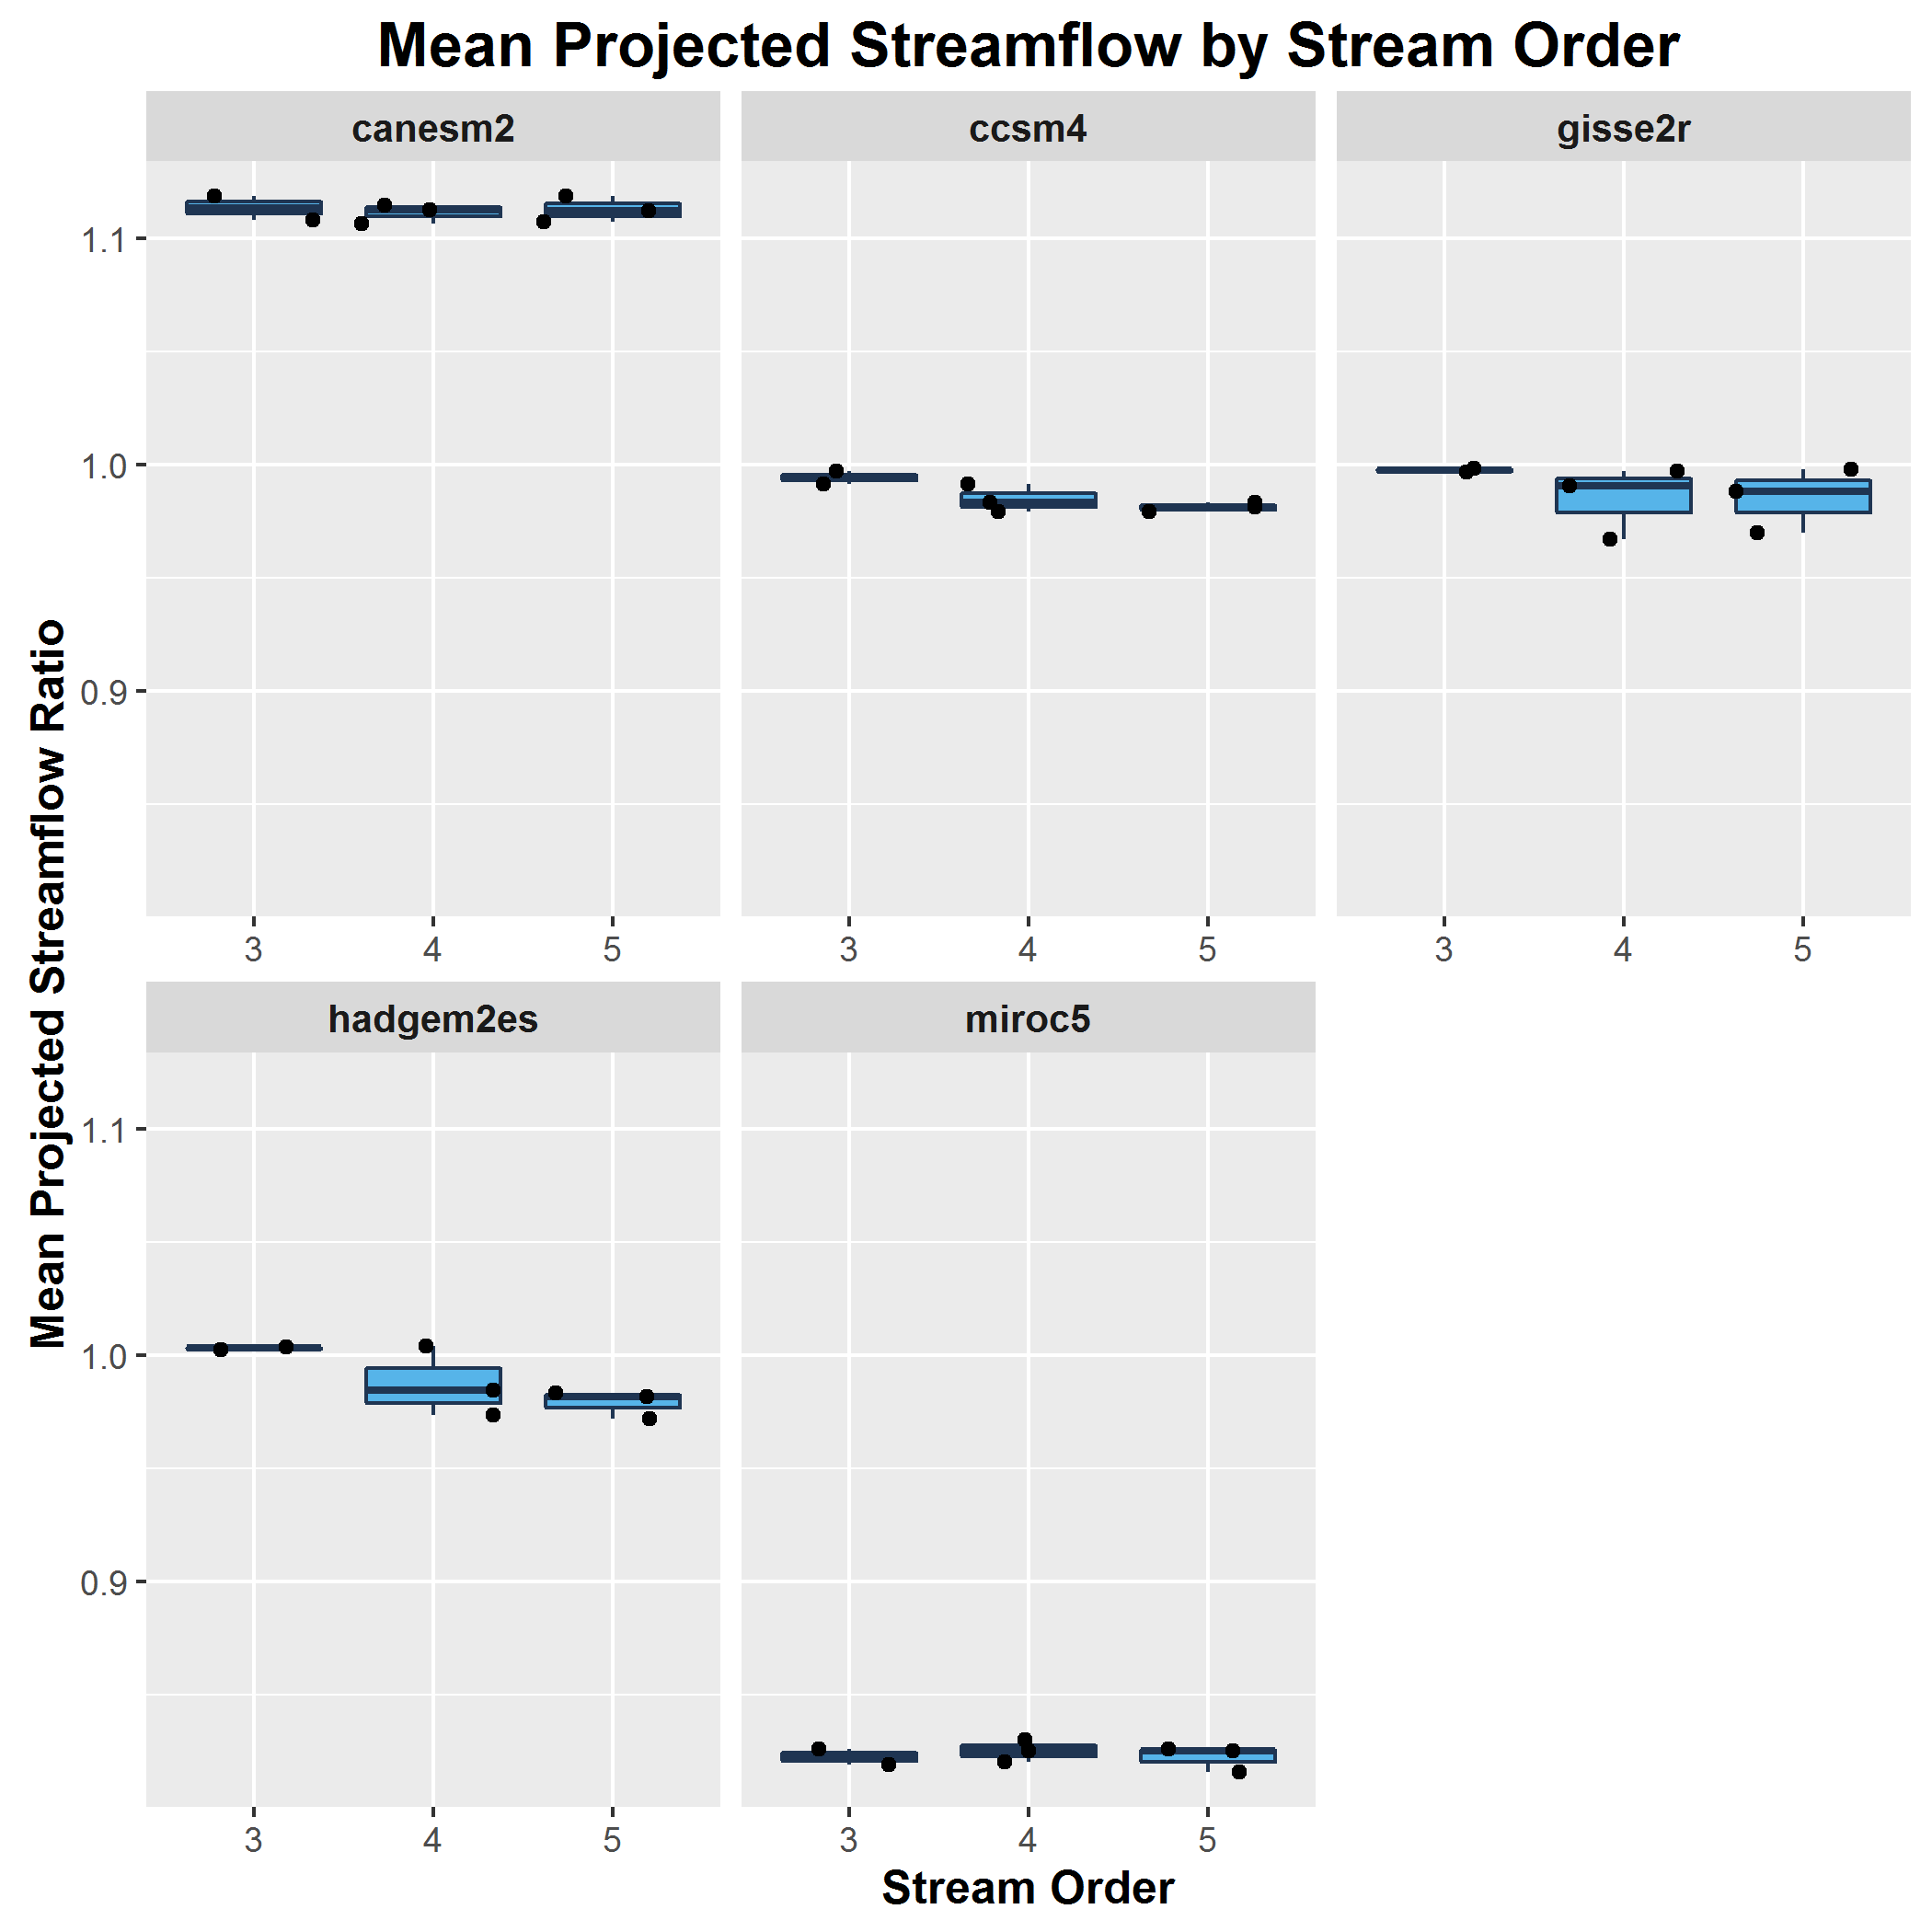 Mean Projected Streamflow by Stream Order
canesm2 ccsm4 gisse2r
1.1
1.0
0.9
3 4 5 3 4 5 3 4 5
Mean Projected Streamflow Ratio
hadgem2es miroc5
1.1
1.0
0.9
3 4 5 3 4 5
Stream Order